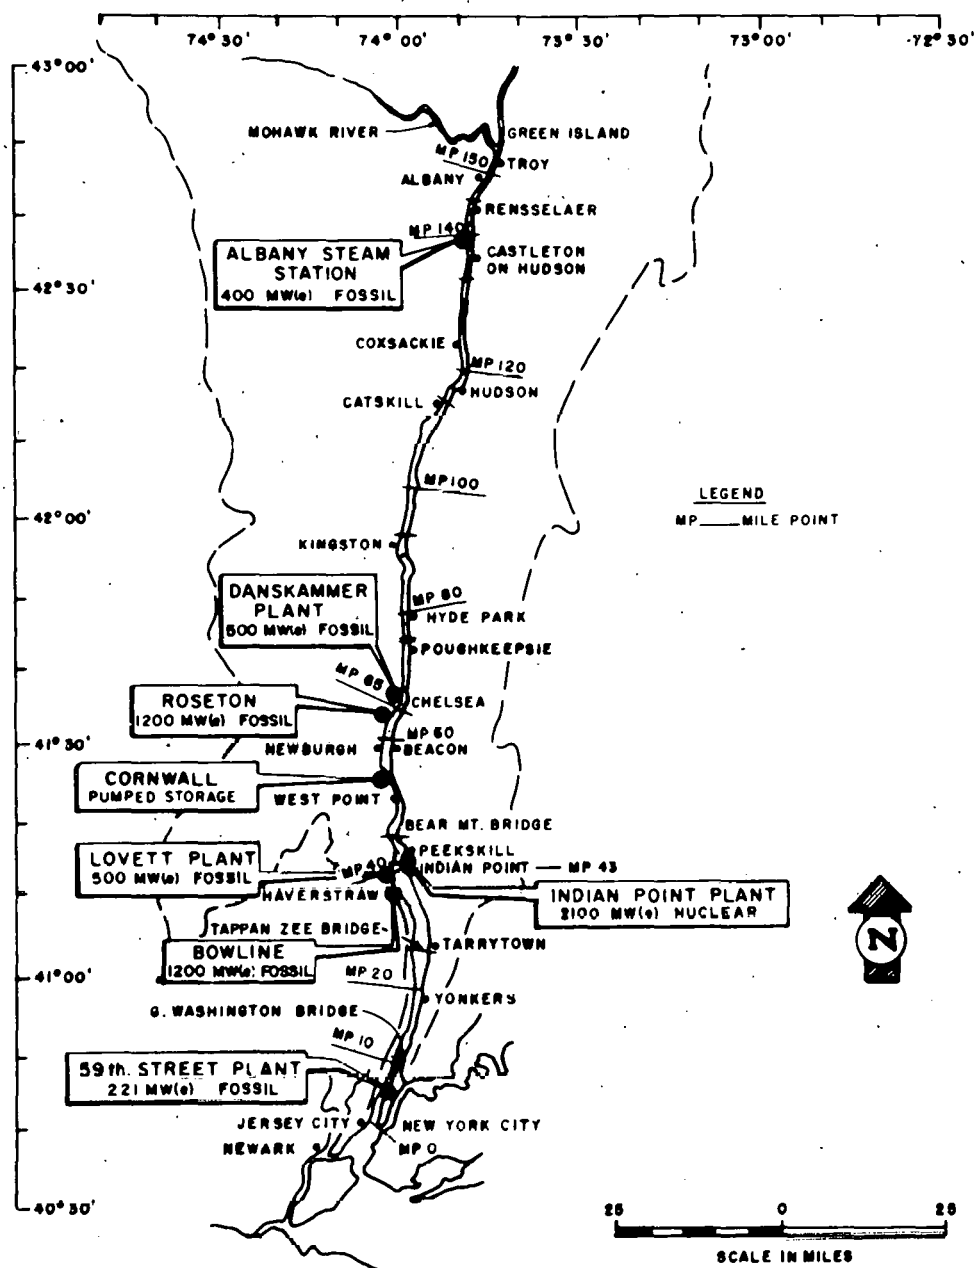 74°30' 74°00' 73°30' 73°00' 72°30'
43°00'
MOHAWK RIVER
GREEN ISLAND
MP 150
TROY
ALBANY
RENSSELAER
MP 140
ALBANY STEAM
STATION
400 MW(e) FOSSIL
CASTLETON
ON HUDSON
42°30'
COXSACKIE
MP 120
HUDSON
CATSKILL
MP 100
LEGEND
MP MILE POINT
42°00'
KINGSTON
DANSKAMMER
PLANT
500 MW(e) FOSSIL
MP 80
HYDE PARK
POUGHKEEPSIE
MP 65
CHELSEA
ROSETON
1200 MW(e) FOSSIL
MP 60
41°30'
NEWBURGH
BEACON
CORNWALL
PUMPED STORAGE
WEST POINT
BEAR MT. BRIDGE
PEEKSKILL
LOVETT PLANT
500 MW(e) FOSSIL
MP 40
INDIAN POINT MP 43
HAVERSTRAW
INDIAN POINT PLANT
2100 MW(e) NUCLEAR
TAPPAN ZEE BRIDGE
N
TARRYTOWN
BOWLINE
1200 MW(e) FOSSIL
41°00'
MP 20
YONKERS
G. WASHINGTON BRIDGE
MP 10
59th. STREET PLANT
221 MW(e) FOSSIL
JERSEY CITY
NEW YORK CITY
NEWARK
MP 0
40°30'
25 0 25
SCALE IN MILES